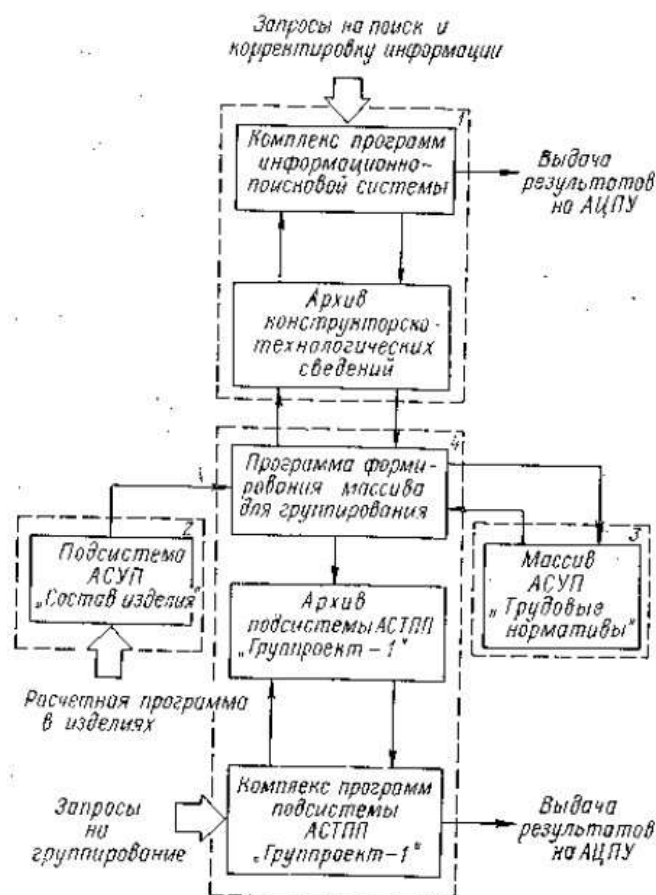 Запросы на поиск и
корректировку информации
1
Комплекс программ
информационно-
поисковой системы
Выдача
результатов
на АЦПУ
Архив
конструкторско-
технологических
сведений
4
Программа форми-
рования массива
для группирования
2
Подсистема
АСУП
„Состав изделия"
3
Массив
АСУП
„Трудовые
нормативы"
Архив
подсистемы АСТПП
„Группроект-1"
Расчетная программа
в изделиях
Запросы
на
группирование
Комплекс программ
подсистемы
АСТПП
„Группроект-1"
Выдача
результатов
на АЦПУ